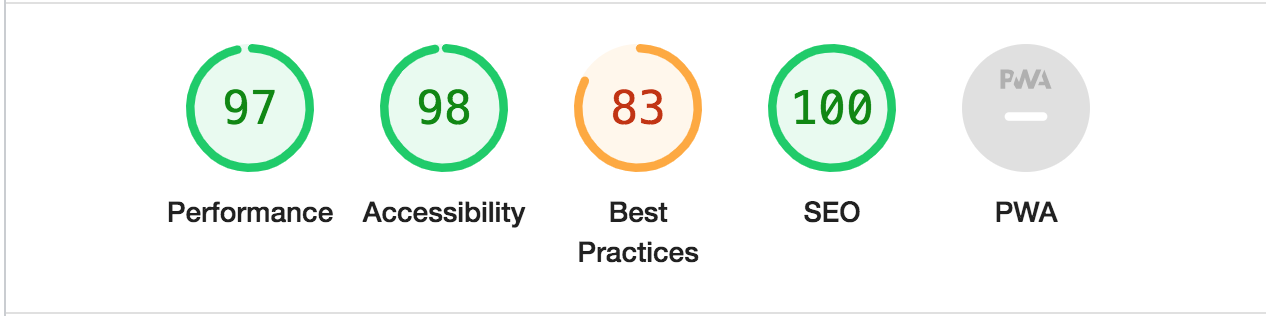 97
98
83
100
PWA
Performance
Accessibility
Best
Practices
SEO
PWA